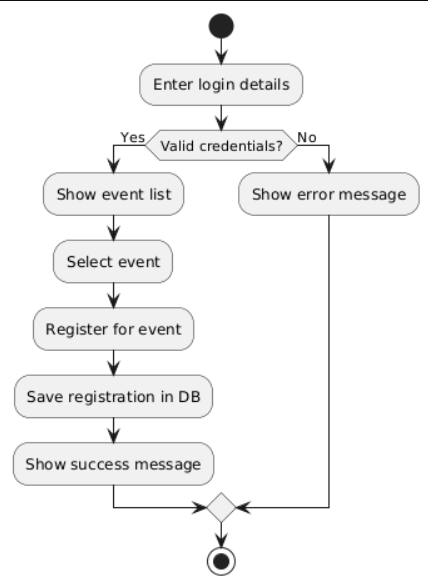 Enter login details
Valid credentials?
Yes
No
Show event list
Show error message
Select event
Register for event
Save registration in DB
Show success message